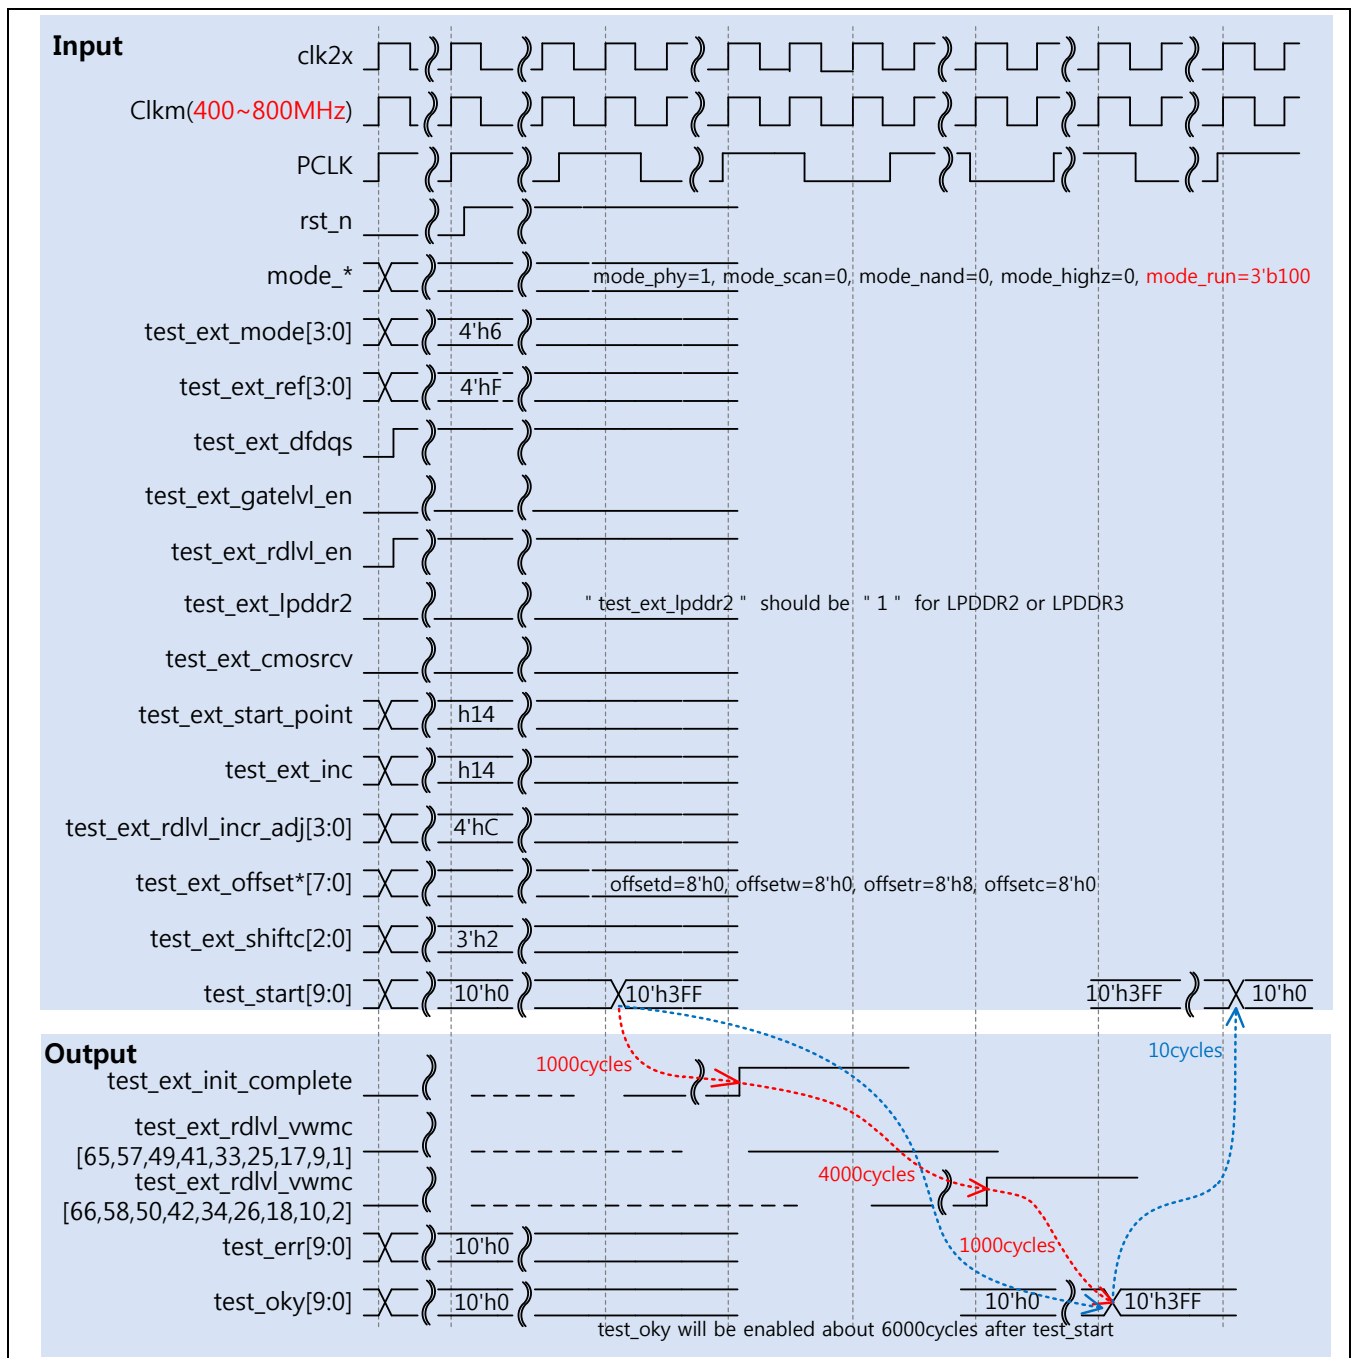 Input
clk2x
Clkm(400~800MHz)
PCLK
rst_n
mode_* mode_phy=1, mode_scan=0, mode_nand=0, mode_highz=0, mode_run=3'b100
test_ext_mode[3:0] 4'h6
test_ext_ref[3:0] 4'hF
test_ext_dfdqs
test_ext_gatelvl_en
test_ext_rdlvl_en
test_ext_lpddr2 " test_ext_lpddr2 " should be " 1 " for LPDDR2 or LPDDR3
test_ext_cmosrcv
test_ext_start_point h14
test_ext_inc h14
test_ext_rdlvl_incr_adj[3:0] 4'hC
test_ext_offset*[7:0] offsetd=8'h0, offsetw=8'h0, offsetr=8'h8, offsetc=8'h0
test_ext_shiftc[2:0] 3'h2
test_start[9:0] 10'h0 10'h3FF 10'h3FF 10'h0
Output
10cycles
1000cycles
test_ext_init_complete
test_ext_rdlvl_vwmc
[65,57,49,41,33,25,17,9,1]
4000cycles
test_ext_rdlvl_vwmc
[66,58,50,42,34,26,18,10,2]
test_err[9:0] 10'h0 1000cycles
test_oky[9:0] 10'h0 10'h0 10'h3FF
test_oky will be enabled about 6000cycles after test_start